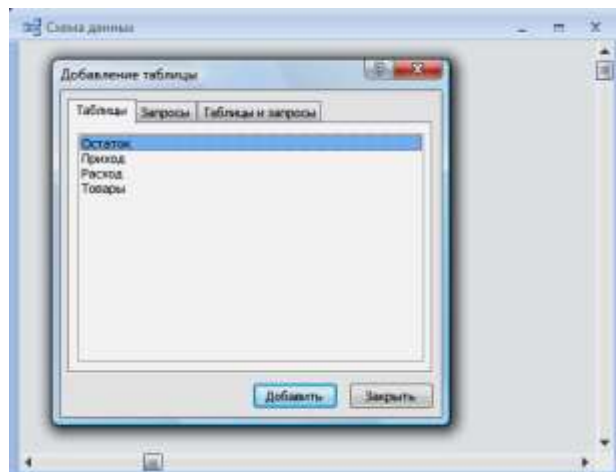 Схема данных
Добавление таблицы
Таблицы Запросы Таблицы и запросы
Остаток
Приход
Расход
Товары
Добавить Закрыть